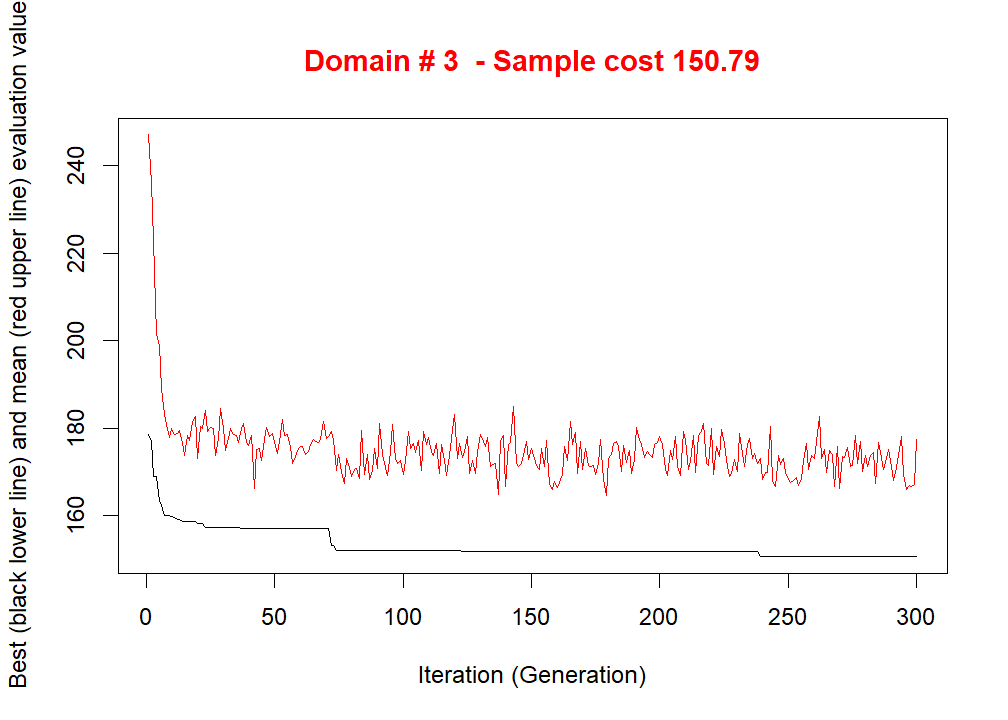 Domain # 3  - Sample cost 150.79
Best (black lower line) and mean (red upper line) evaluation value
240
220
200
180
160
0 50 100 150 200 250 300
Iteration (Generation)